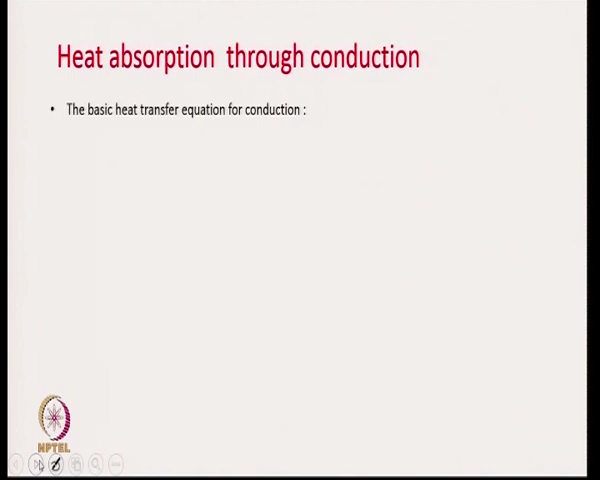 Heat absorption through conduction
• The basic heat transfer equation for conduction :
NPTEL